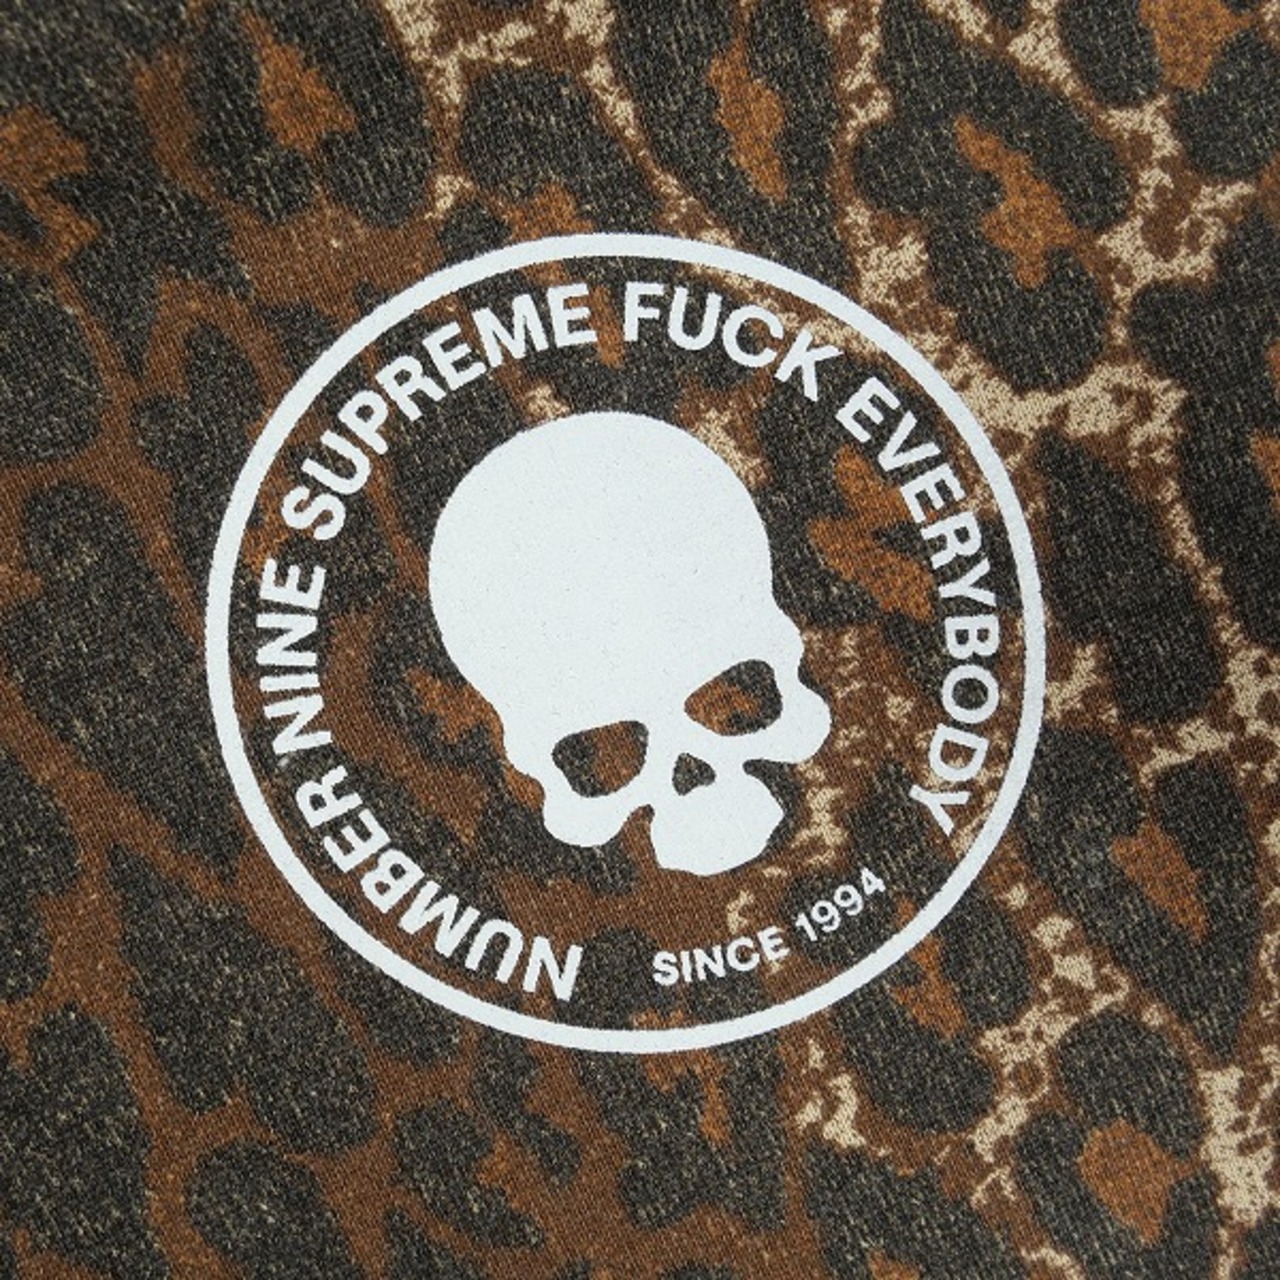 NUMBER NINE SUPREME FUCK EVERYBODY
SINCE 1994